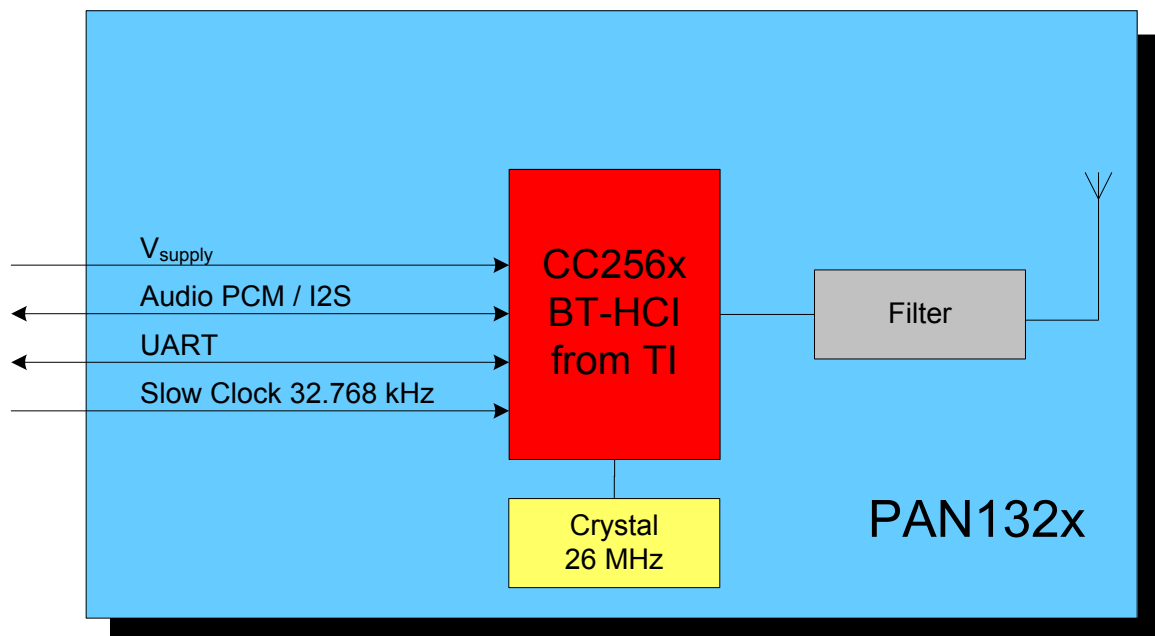 V_supply
Audio PCM / I2S
UART
Slow Clock 32.768 kHz
CC256x
BT-HCI
from TI
Filter
Crystal
26 MHz
PAN132x